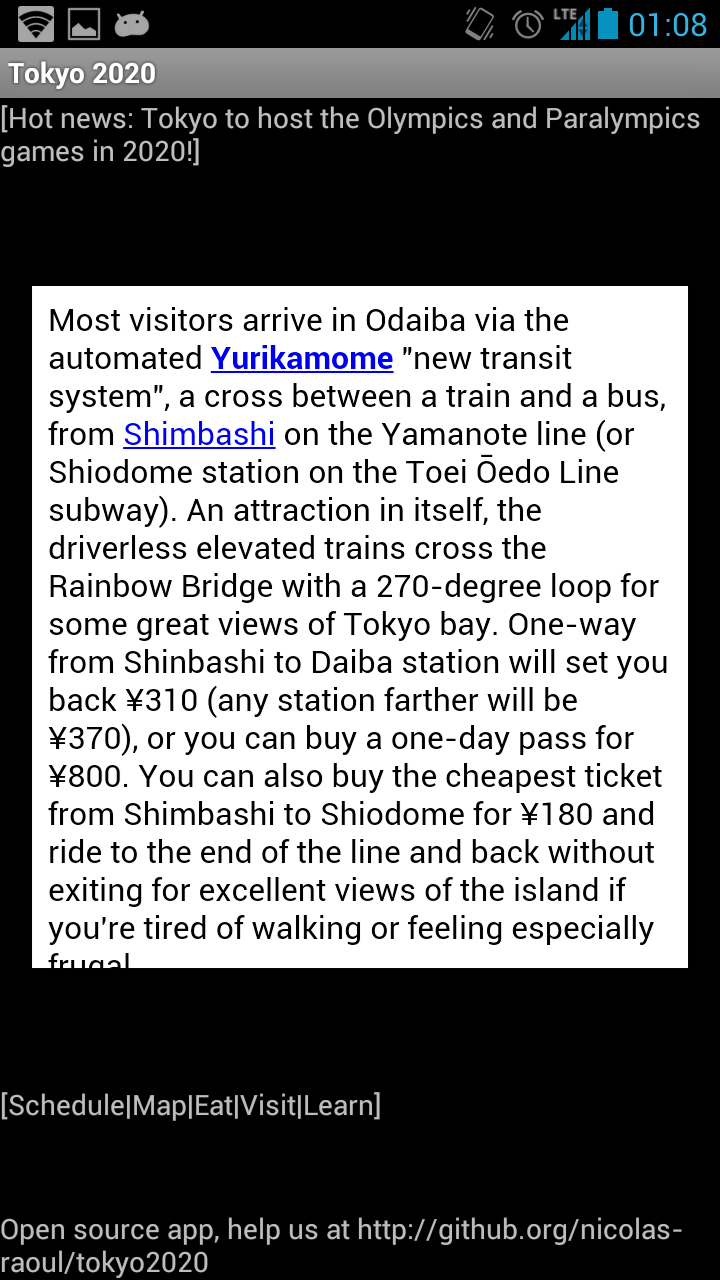 LTE 01:08
Tokyo 2020
[Hot news: Tokyo to host the Olympics and Paralympics
games in 2020!]
Most visitors arrive in Odaiba via the
automated Yurikamome "new transit
system", a cross between a train and a bus,
from Shimbashi on the Yamanote line (or
Shiodome station on the Toei Ōedo Line
subway). An attraction in itself, the
driverless elevated trains cross the
Rainbow Bridge with a 270-degree loop for
some great views of Tokyo bay. One-way
from Shinbashi to Daiba station will set you
back ¥310 (any station farther will be
¥370), or you can buy a one-day pass for
¥800. You can also buy the cheapest ticket
from Shimbashi to Shiodome for ¥180 and
ride to the end of the line and back without
exiting for excellent views of the island if
you're tired of walking or feeling especially
frugal
[Schedule|Map|Eat|Visit|Learn]
Open source app, help us at http://github.org/nicolas-
raoul/tokyo2020